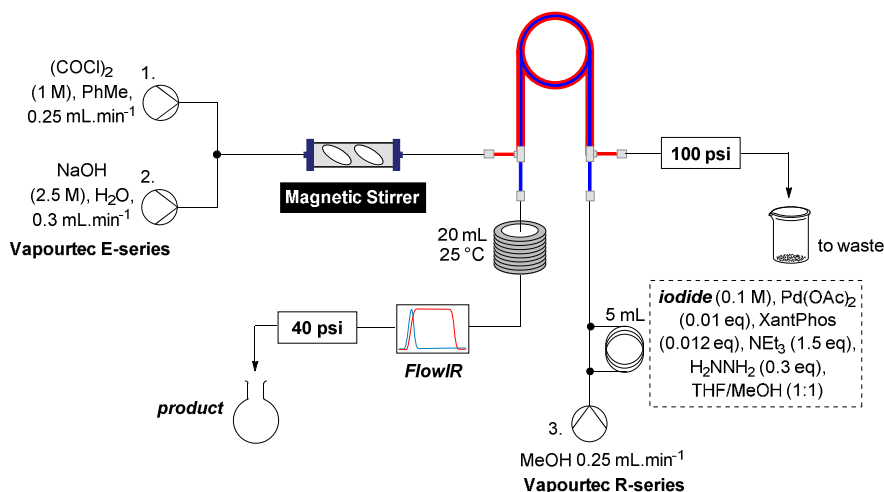 (COCl)₂
(1 M), PhMe,
0.25 mL.min⁻¹
1.
NaOH
(2.5 M), H₂O,
0.3 mL.min⁻¹
2.
Vapourtec E-series
Magnetic Stirrer
100 psi
to waste
20 mL
25 °C
40 psi
FlowIR
product
5 mL
iodide (0.1 M), Pd(OAc)₂
(0.01 eq), XantPhos
(0.012 eq), NEt₃ (1.5 eq),
H₂NNH₂ (0.3 eq),
THF/MeOH (1:1)
3.
MeOH 0.25 mL.min⁻¹
Vapourtec R-series